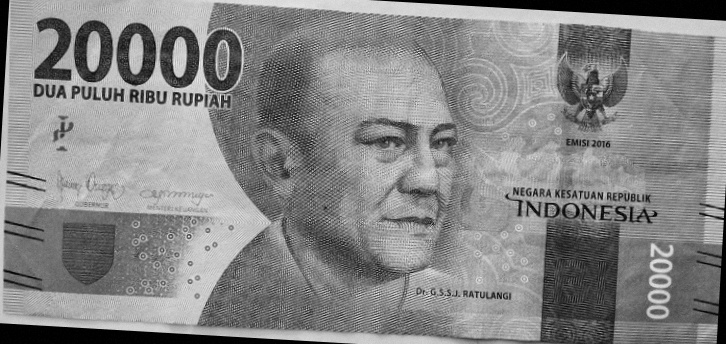 20000
DUA PULUH RIBU RUPIAH
EMISI 2016
NEGARA KESATUAN REPUBLIK
INDONESIA
GUBERNUR
MENTERI KEUANGAN
Dr. G.S.S.J. RATULANGI
20000